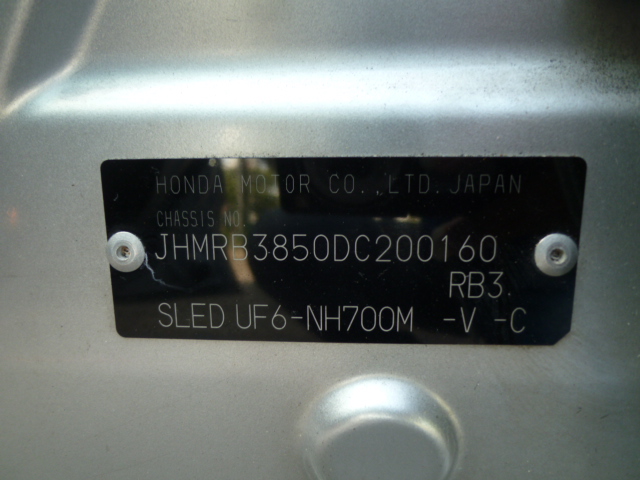 HONDA MOTOR CO.,LTD. JAPAN
CHASSIS NO.
JHMRB3850DC200160
RB3
SLED UF6-NH700M -V -C